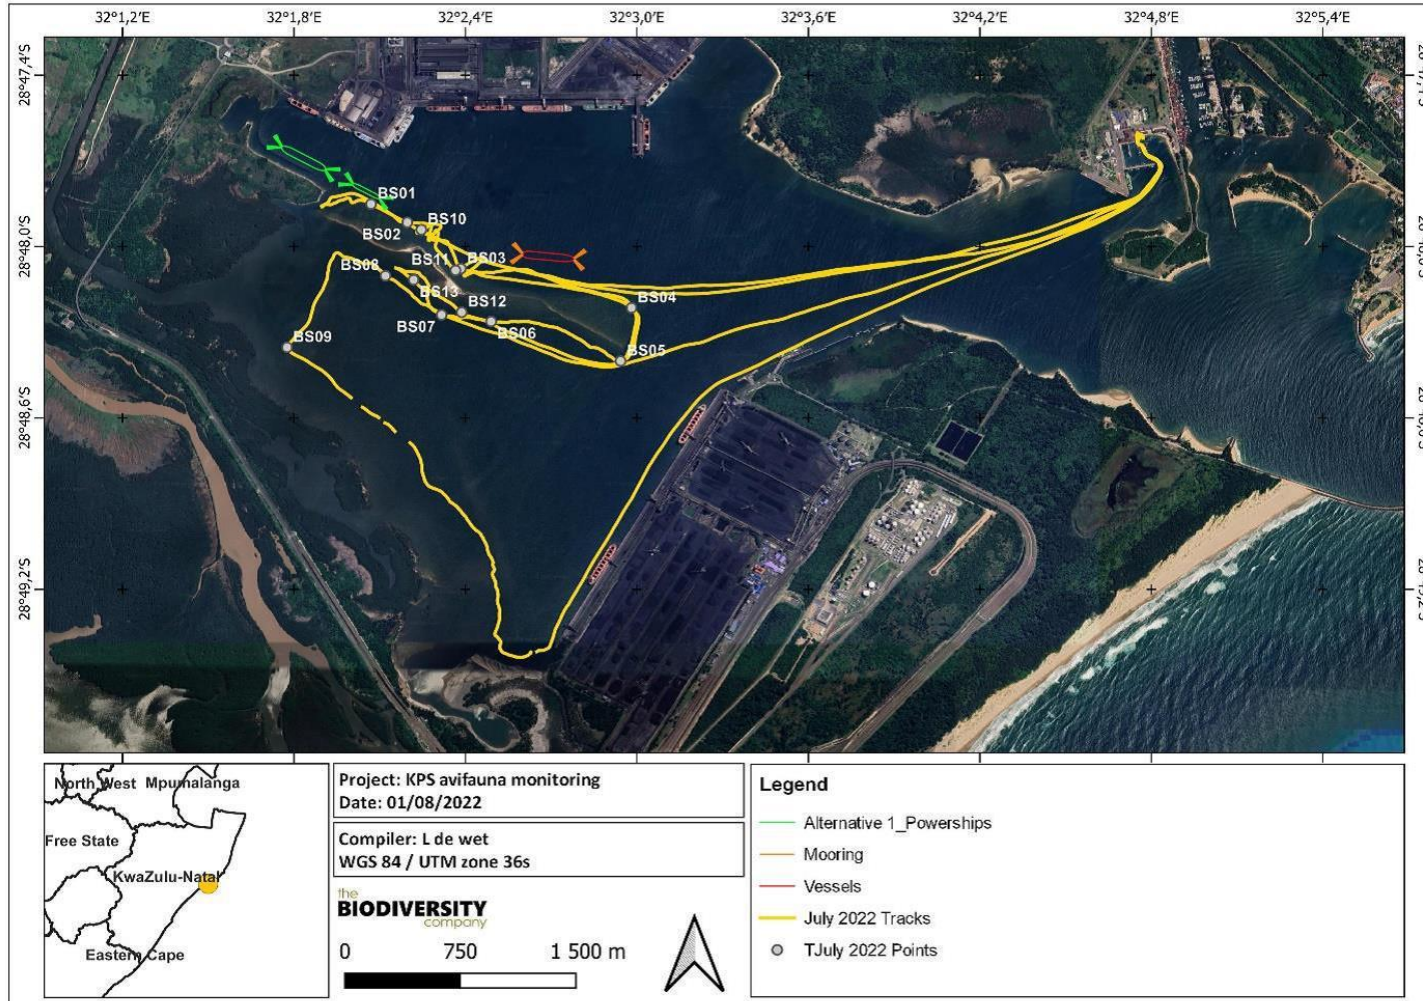 32°1,2'E 32°1,8'E 32°2,4'E 32°3,0'E 32°3,6'E 32°4,2'E 32°4,8'E 32°5,4'E
28°47,4'S
28°48,0'S
28°48,6'S
28°49,2'S
BS01
BS10
BS02
BS03
BS11
BS08
BS04
BS13
BS12
BS07
BS06
BS09
BS05
North West Mpumalanga
Free State
KwaZulu-Natal
Eastern Cape
Project: KPS avifauna monitoring
Date: 01/08/2022
Compiler: L de wet
WGS 84 / UTM zone 36s
the
BIODIVERSITY
company
0 750 1 500 m
Legend
Alternative 1_Powerships
Mooring
Vessels
July 2022 Tracks
TJuly 2022 Points